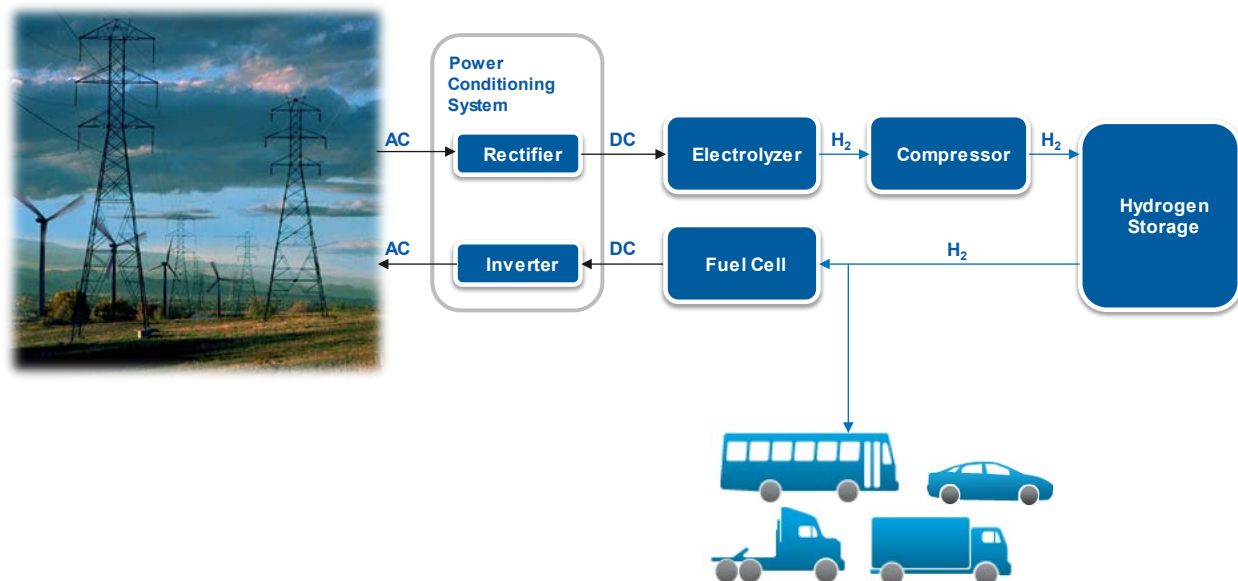 Power
Conditioning
System
AC
Rectifier
DC
Electrolyzer
H₂
Compressor
H₂
Hydrogen
Storage
AC
Inverter
DC
Fuel Cell
H₂